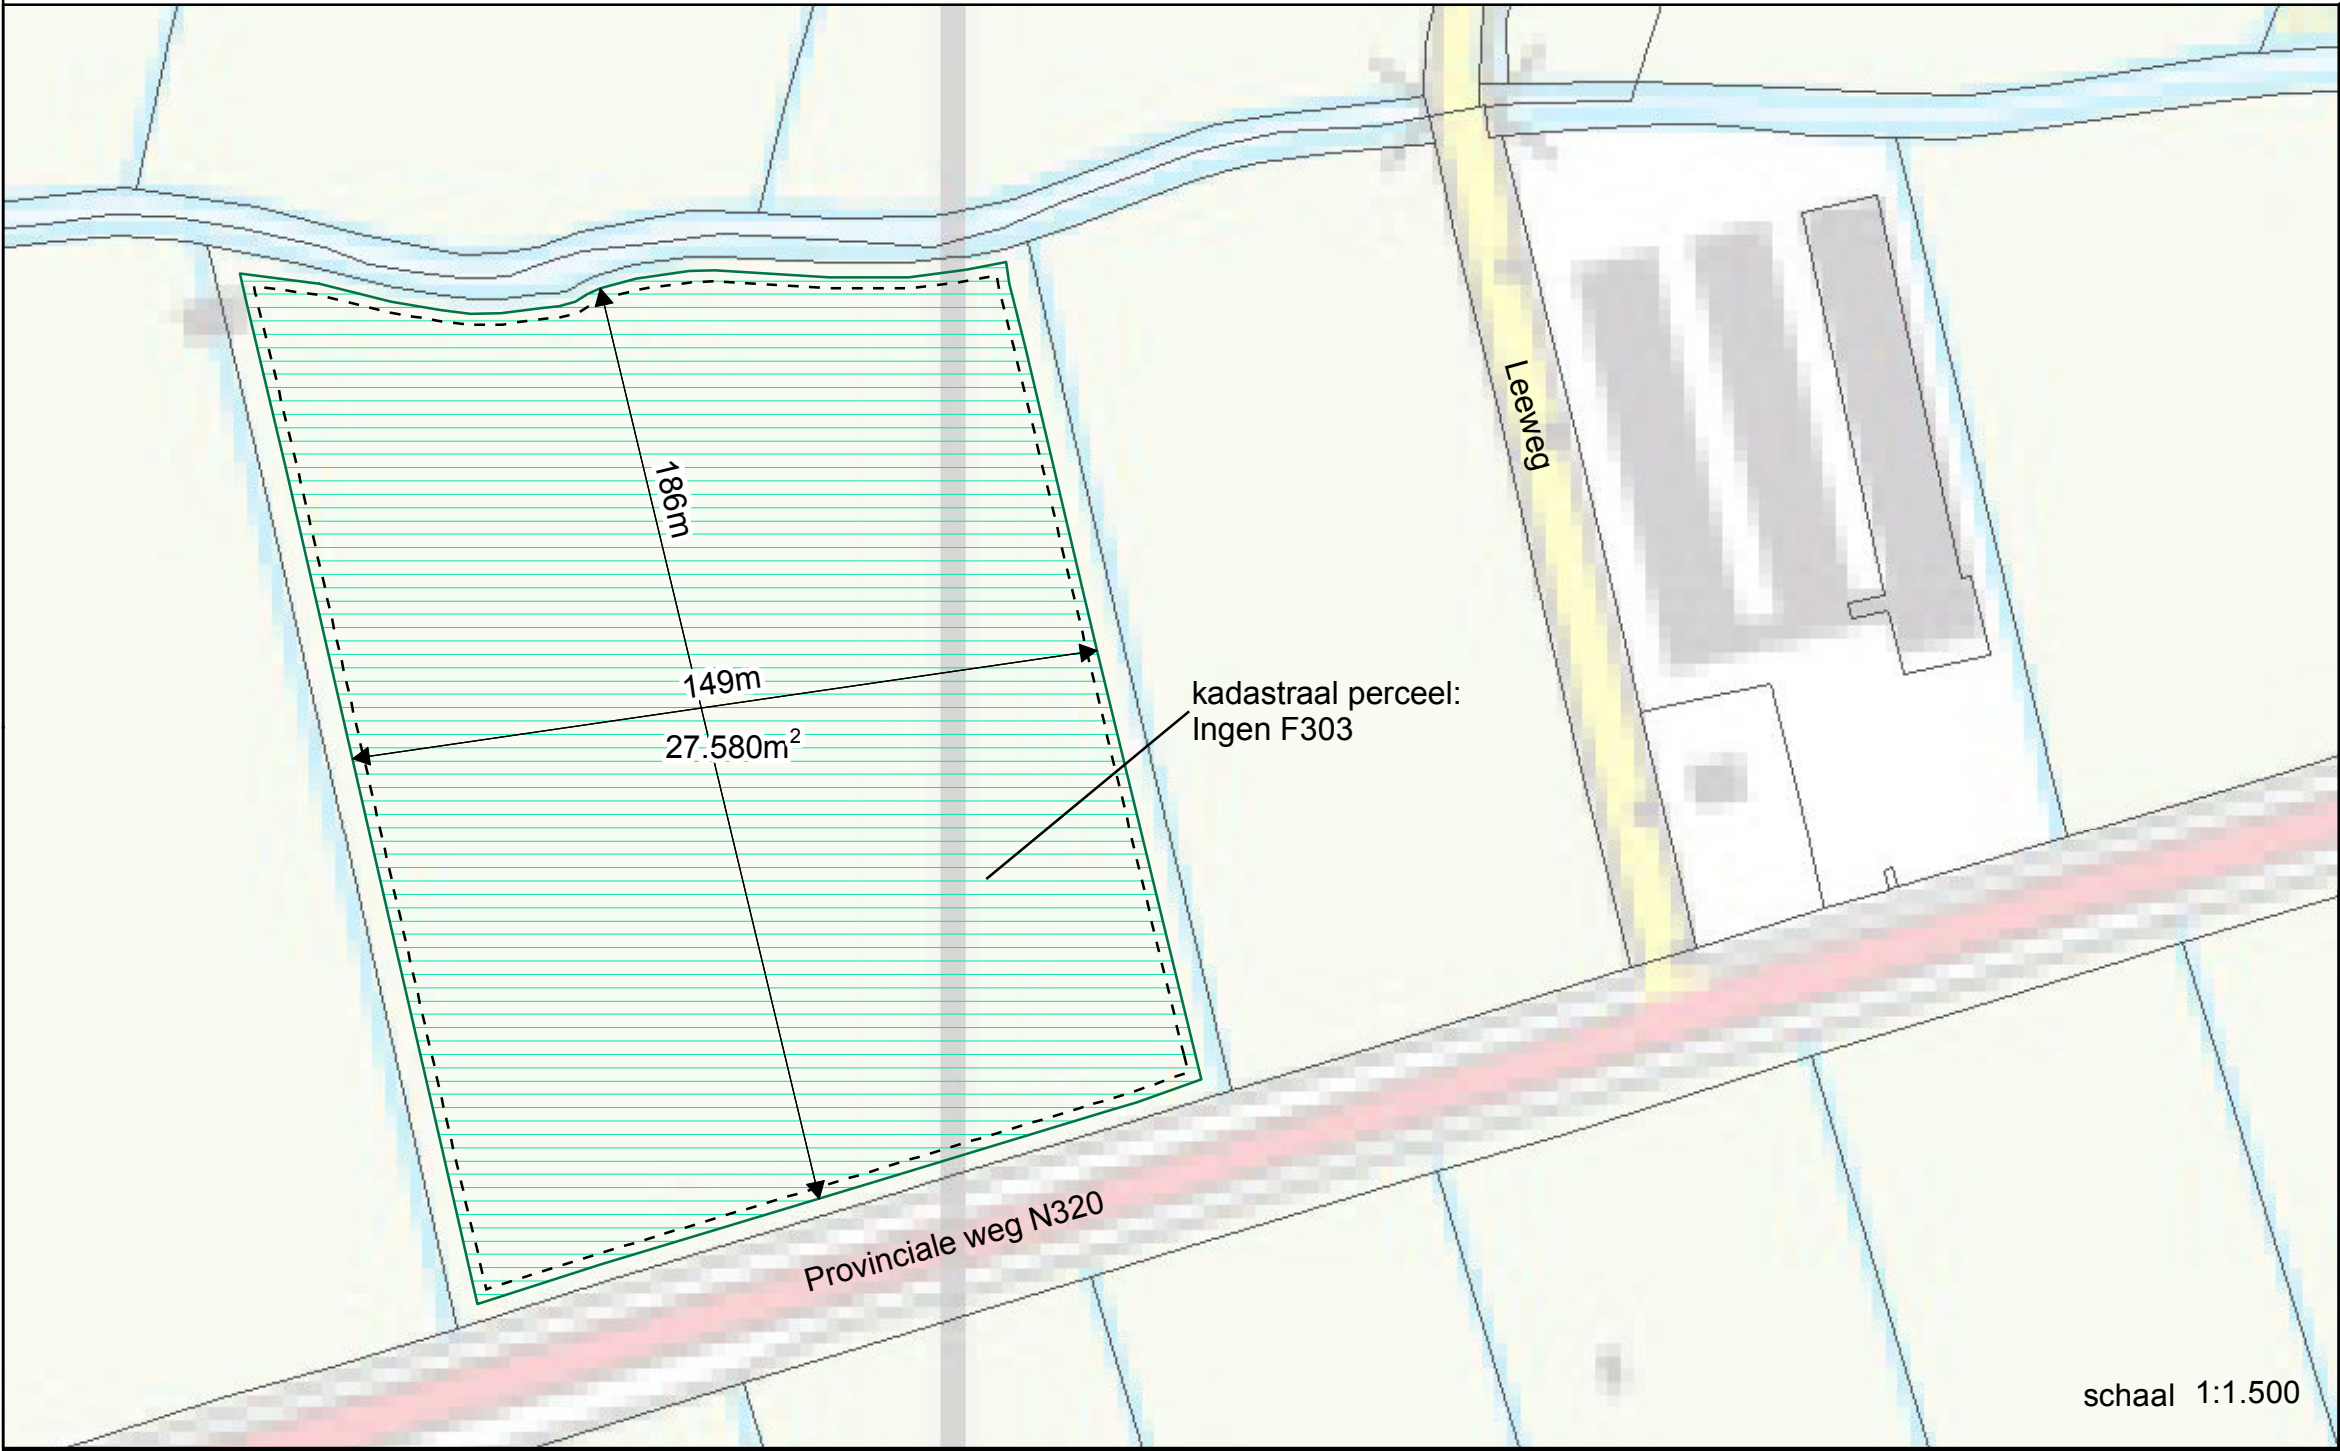 Leeweg
186m
149m
27.580m²
kadastraal perceel:
Ingen F303
Provinciale weg N320
schaal 1:1.500